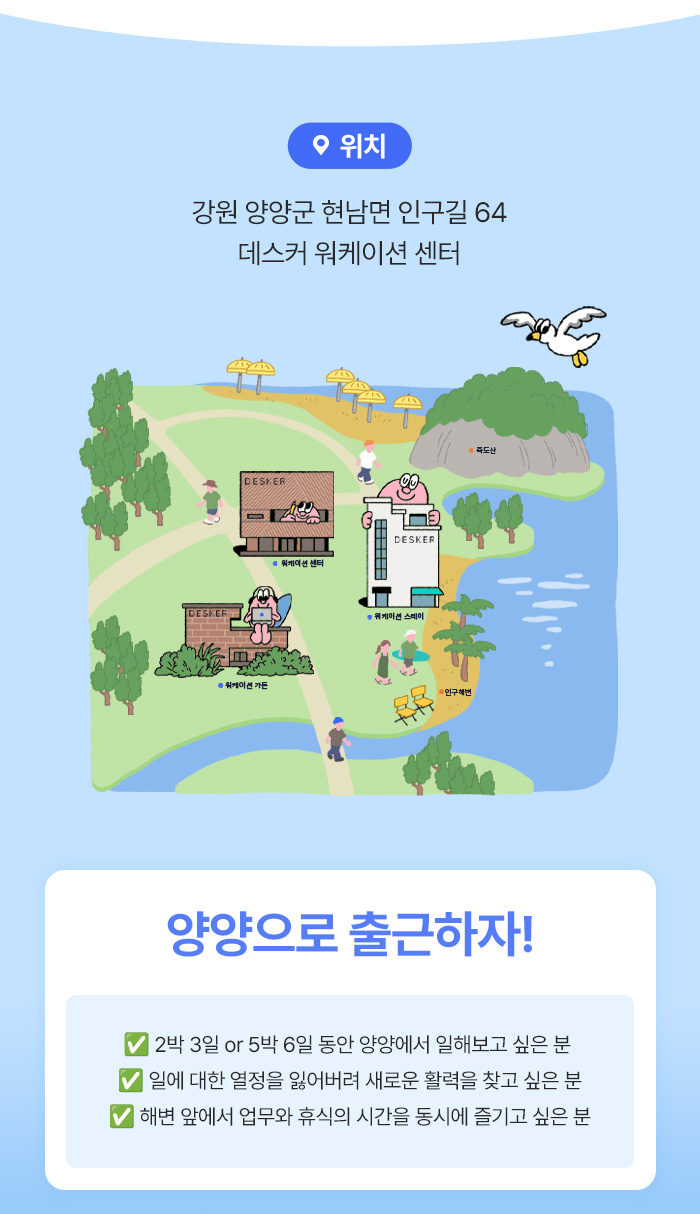 위치
강원 양양군 현남면 인구길 64
데스커 워케이션 센터
죽도산
DESKER
DESKER
워케이션 센터
DESKER
워케이션 스테이
워케이션 가든
인구해변
양양으로 출근하자!
✅ 2박 3일 or 5박 6일 동안 양양에서 일해보고 싶은 분
✅ 일에 대한 열정을 잃어버려 새로운 활력을 찾고 싶은 분
✅ 해변 앞에서 업무와 휴식의 시간을 동시에 즐기고 싶은 분